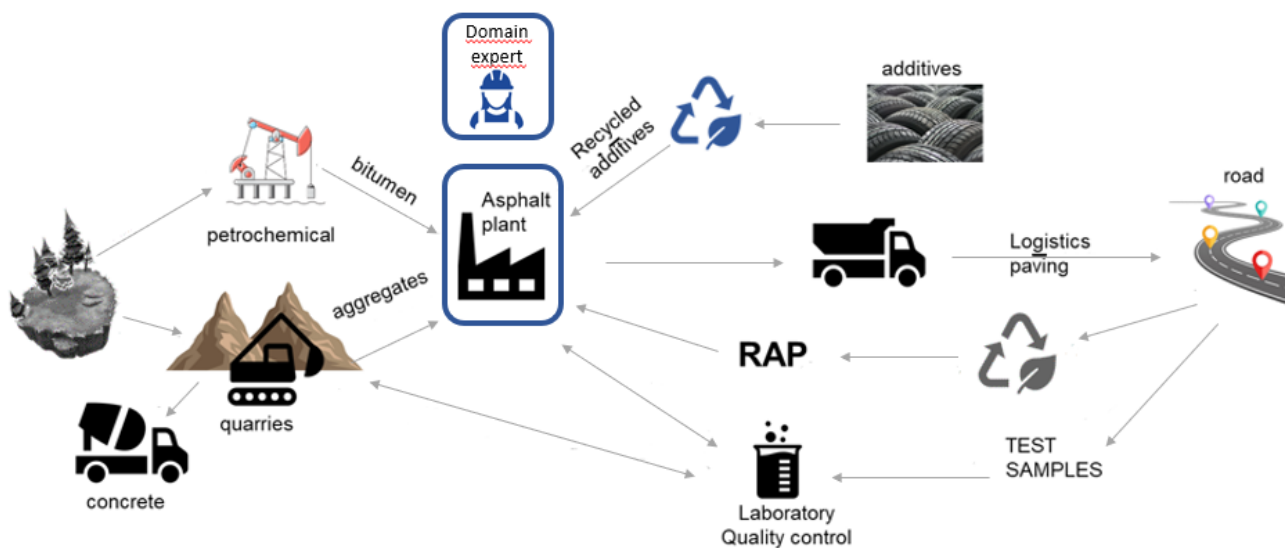 Domain
expert
additives
Recycled
additives
bitumen
Asphalt
plant
road
petrochemical
Logistics
paving
aggregates
RAP
quarries
TEST
SAMPLES
concrete
Laboratory
Quality control